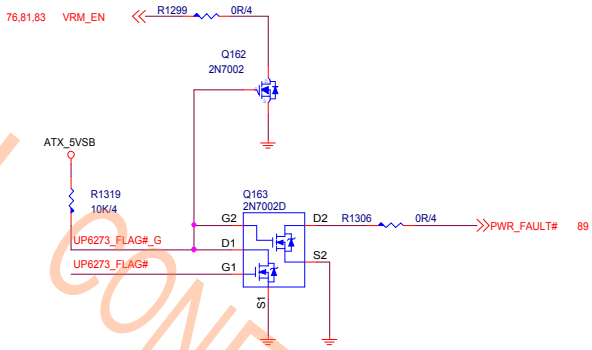 76,81,83 VRM_EN R1299 0R/4
Q162
2N7002
ATX_5VSB
R1319
10K/4
Q163
2N7002D
G2 D2 R1306 0R/4 PWR_FAULT# 89
UP6273_FLAG#_G D1
S2
UP6273_FLAG# G1
S1